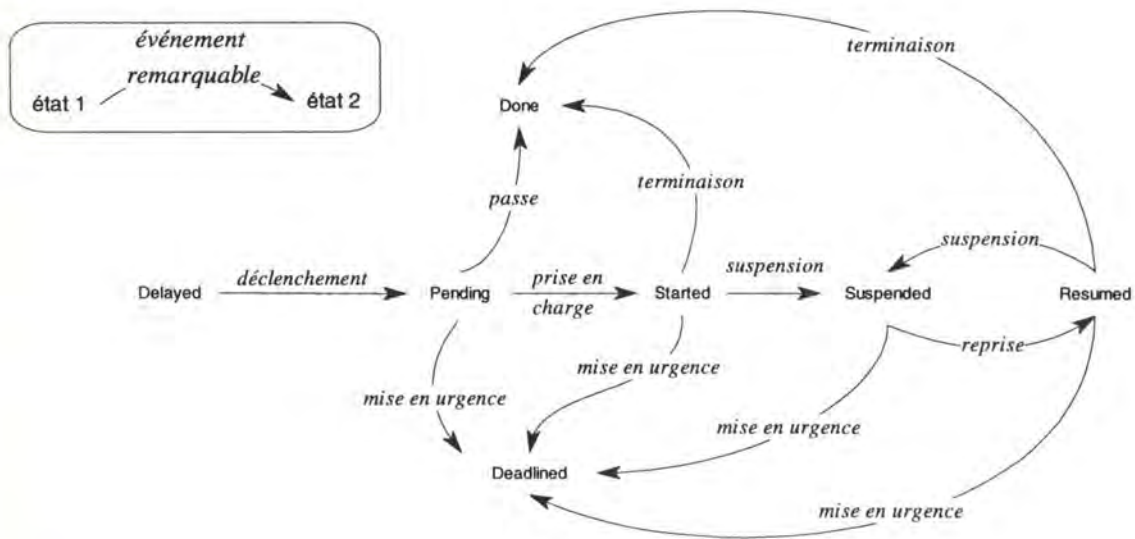 événement
remarquable
état 1
état 2
terminaison
Done
terminaison
passe
suspension
déclenchement
prise en
charge
suspension
Delayed
Pending
Started
Suspended
Resumed
reprise
mise en urgence
mise en urgence
mise en urgence
Deadlined
mise en urgence